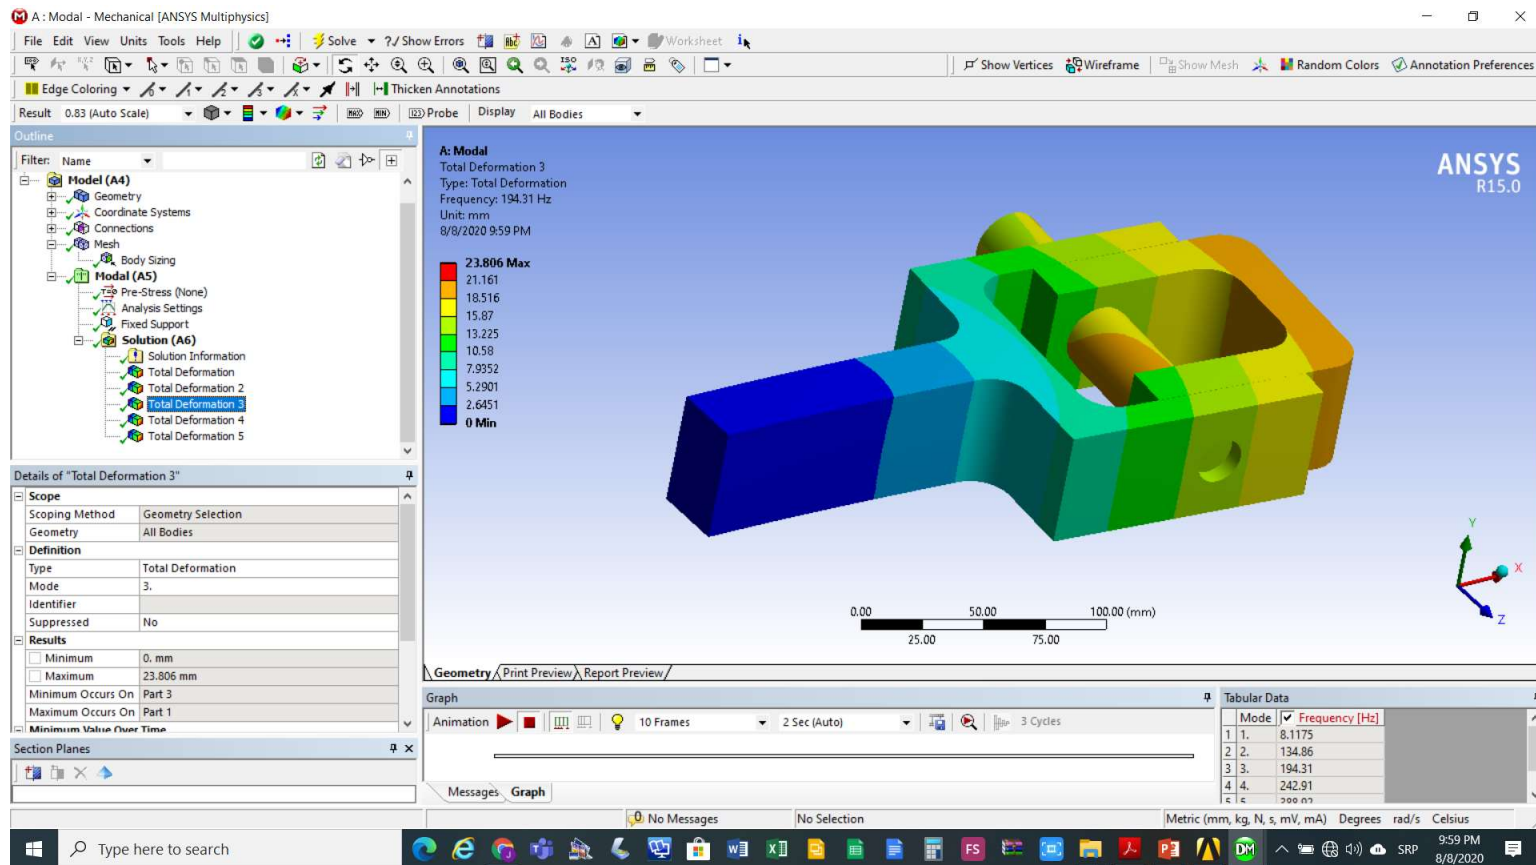 A : Modal - Mechanical [ANSYS Multiphysics]
File Edit View Units Tools Help Solve ?./ Show Errors Worksheet
Show Vertices Wireframe Show Mesh Random Colors Annotation Preferences
Edge Coloring Thicken Annotations
Result 0.83 (Auto Scale) MAX MIN Probe Display All Bodies
Outline
Filter: Name
Model (A4)
Geometry
Coordinate Systems
Connections
Mesh
Body Sizing
Modal (A5)
Pre-Stress (None)
Analysis Settings
Fixed Support
Solution (A6)
Solution Information
Total Deformation
Total Deformation 2
Total Deformation 3
Total Deformation 4
Total Deformation 5
Details of "Total Deformation 3"
Scope
Scoping Method Geometry Selection
Geometry All Bodies
Definition
Type Total Deformation
Mode 3.
Identifier
Suppressed No
Results
Minimum 0. mm
Maximum 23.806 mm
Minimum Occurs On Part 3
Maximum Occurs On Part 1
Minimum Value Over Time
Section Planes
A: Modal
Total Deformation 3
Type: Total Deformation
Frequency: 194.31 Hz
Unit: mm
8/8/2020 9:59 PM
23.806 Max
21.161
18.516
15.87
13.225
10.58
7.9352
5.2901
2.6451
0 Min
ANSYS
R15.0
Y
X
Z
0.00 50.00 100.00 (mm)
25.00 75.00
Geometry Print Preview Report Preview
Graph
Animation 10 Frames 2 Sec (Auto) 3 Cycles
Messages Graph
Tabular Data
Mode Frequency [Hz]
1 1. 8.1175
2 2. 134.86
3 3. 194.31
4 4. 242.91
No Messages No Selection Metric (mm, kg, N, s, mV, mA) Degrees rad/s Celsius
Type here to search
FS
DM
SRP
9:59 PM
8/8/2020